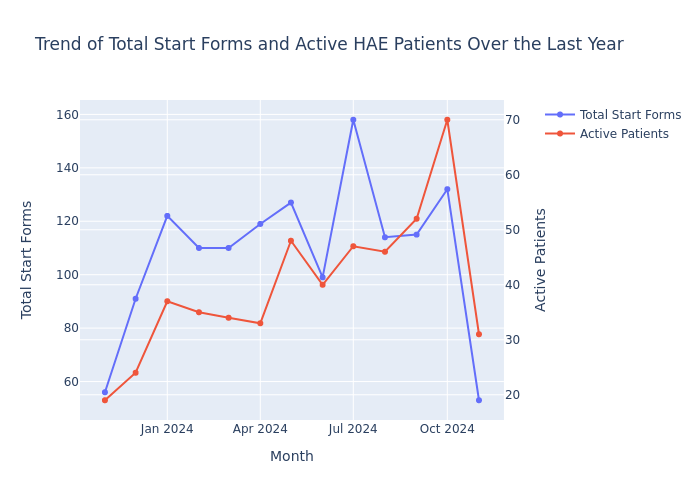 Trend of Total Start Forms and Active HAE Patients Over the Last Year
Total Start Forms
Active Patients
160
140
120
100
80
60
Total Start Forms
70
60
50
40
30
20
Active Patients
Jan 2024
Apr 2024
Jul 2024
Oct 2024
Month